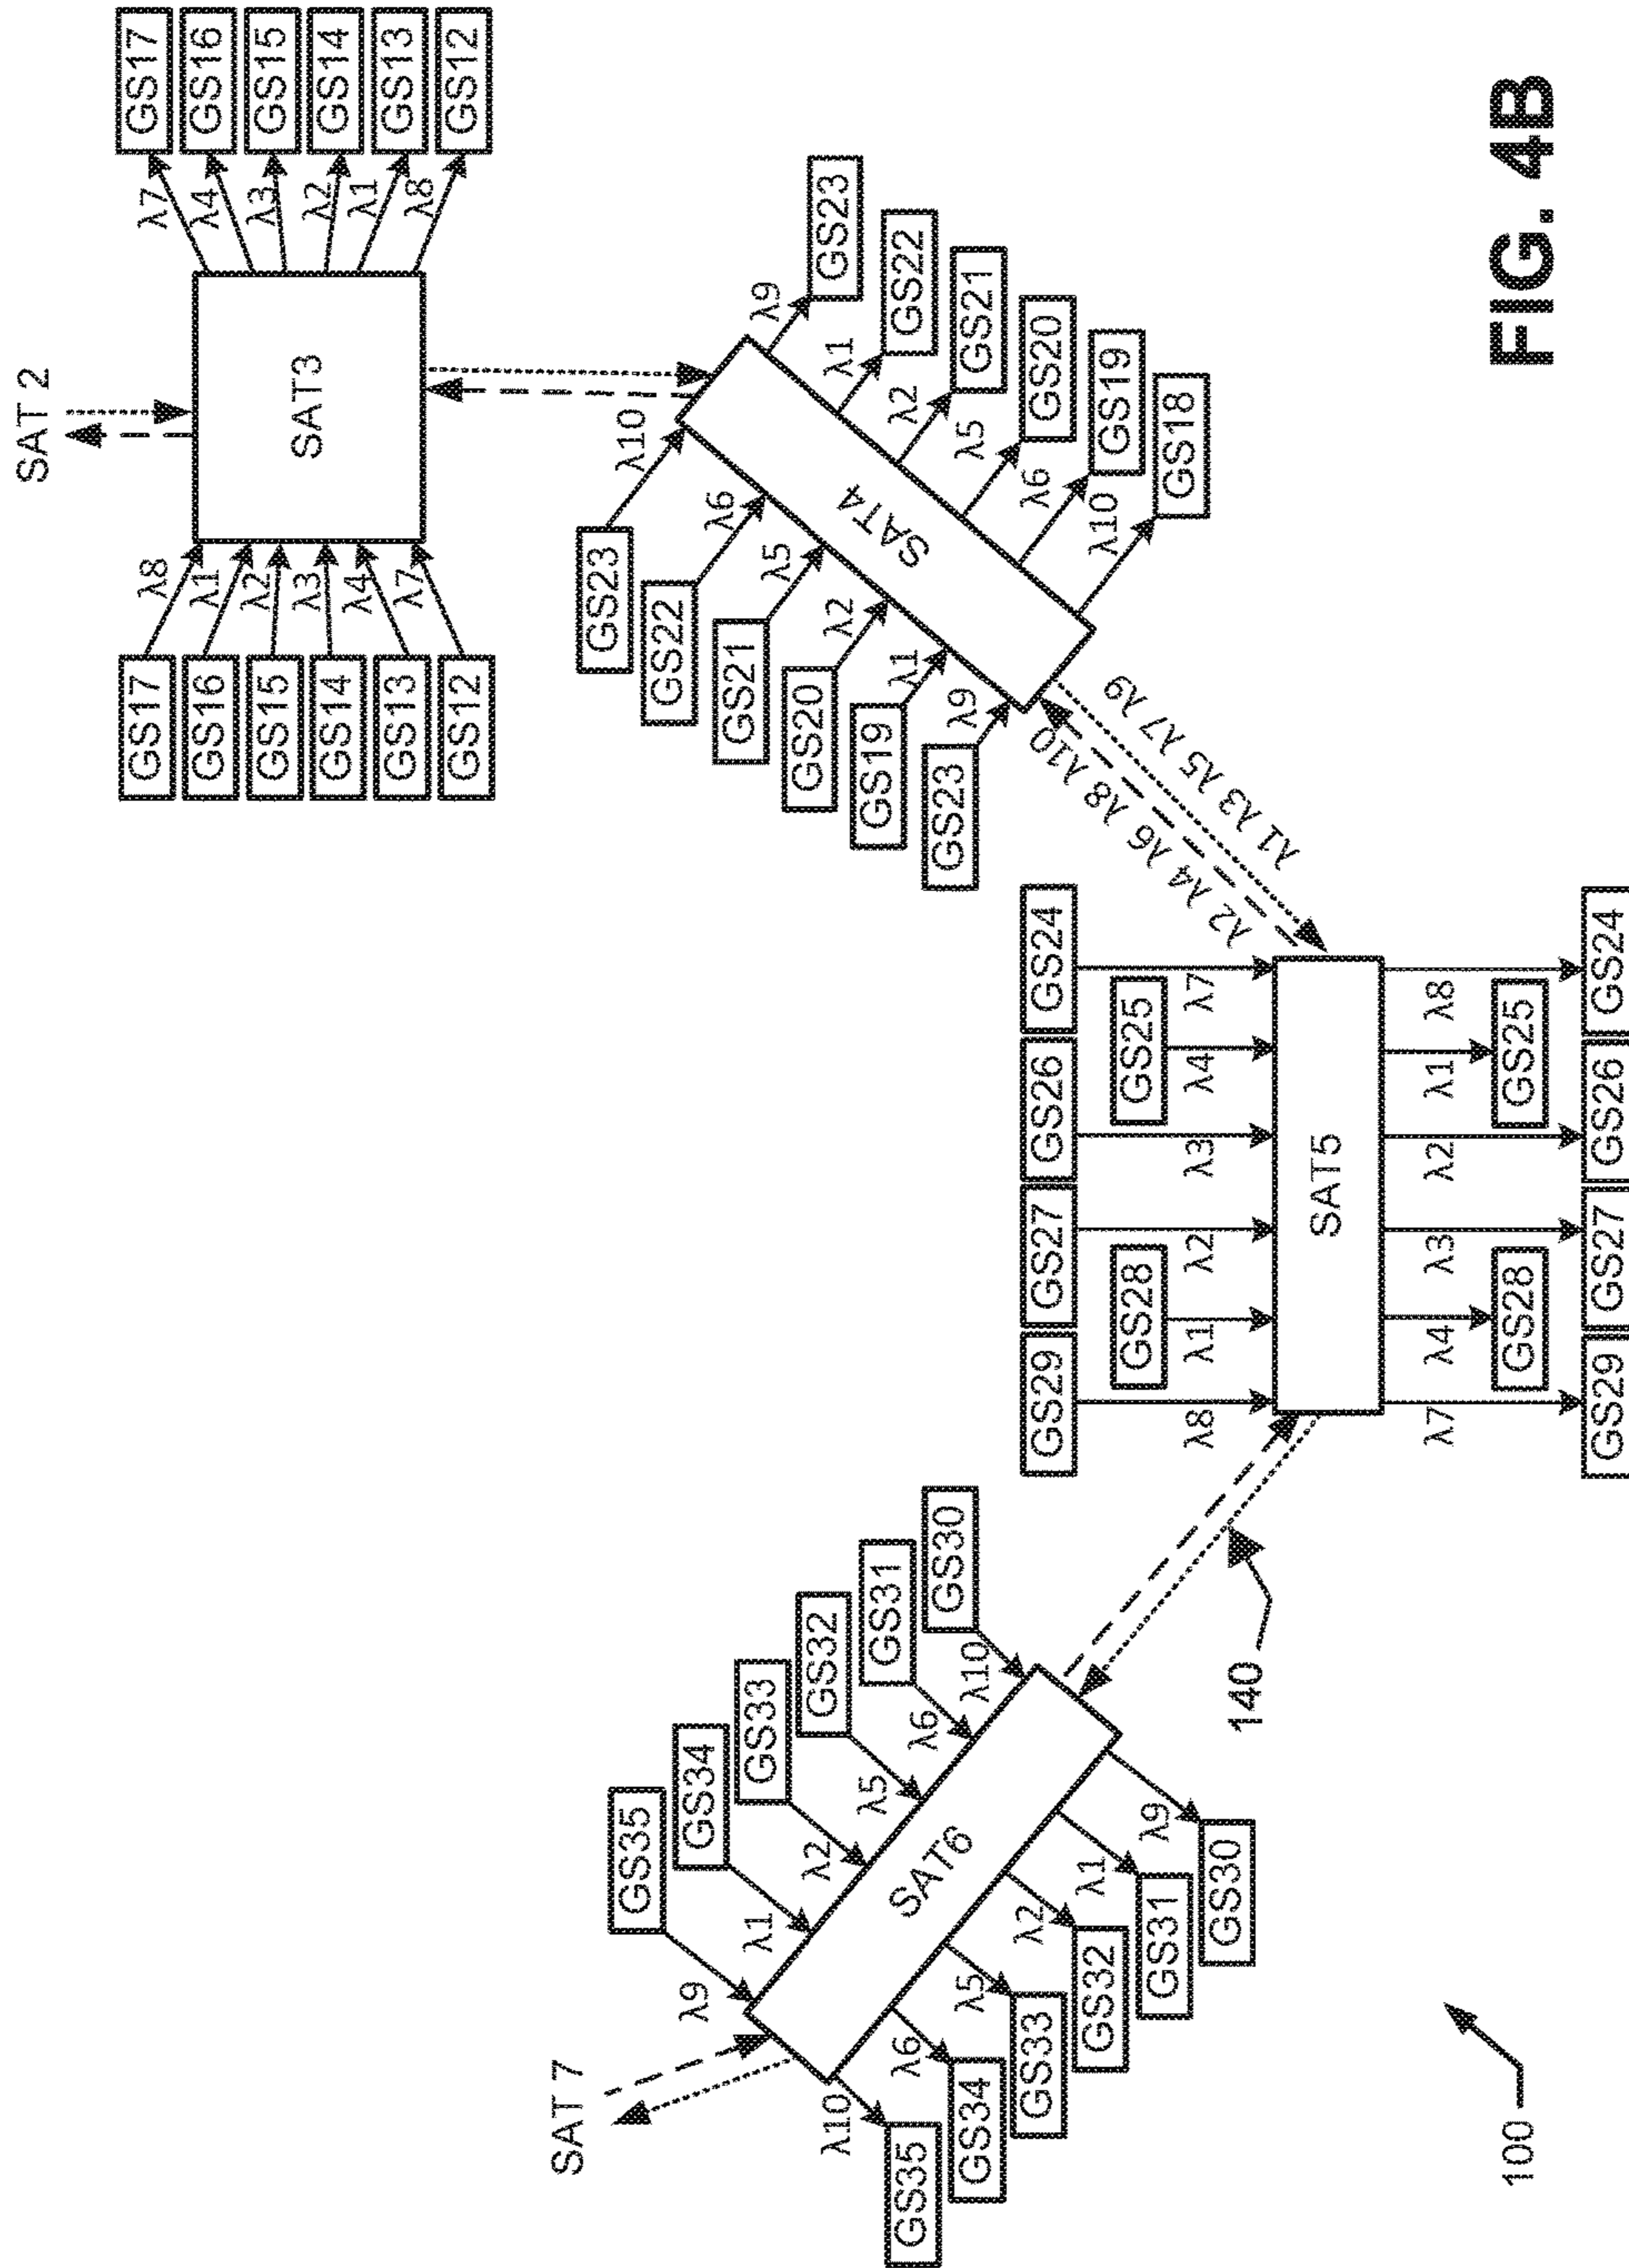 SAT 7
GS35
GS34
GS33
GS32
GS31
GS30
λ9
λ1
λ2
λ5
λ6
λ10
SAT6
λ10
λ6
λ5
λ2
λ1
λ9
GS35
GS34
GS33
GS32
GS31
GS30
140
GS29
GS28
GS27
GS26
GS25
GS24
λ8
λ1
λ2
λ3
λ4
λ7
SAT5
λ7
λ4
λ3
λ2
λ1
λ8
GS29
GS28
GS27
GS26
GS25
GS24
λ2 λ4 λ6 λ8 λ10
λ1 λ3 λ5 λ7 λ9
GS23
GS22
GS21
GS20
GS19
GS23
λ10
λ6
λ5
λ2
λ1
λ9
SAT4
λ9
λ1
λ2
λ5
λ6
λ10
GS23
GS22
GS21
GS20
GS19
GS18
SAT 2
GS17
GS16
GS15
GS14
GS13
GS12
λ8
λ1
λ2
λ3
λ4
λ7
SAT3
λ7
λ4
λ3
λ2
λ1
λ8
GS17
GS16
GS15
GS14
GS13
GS12
100
FIG. 4B